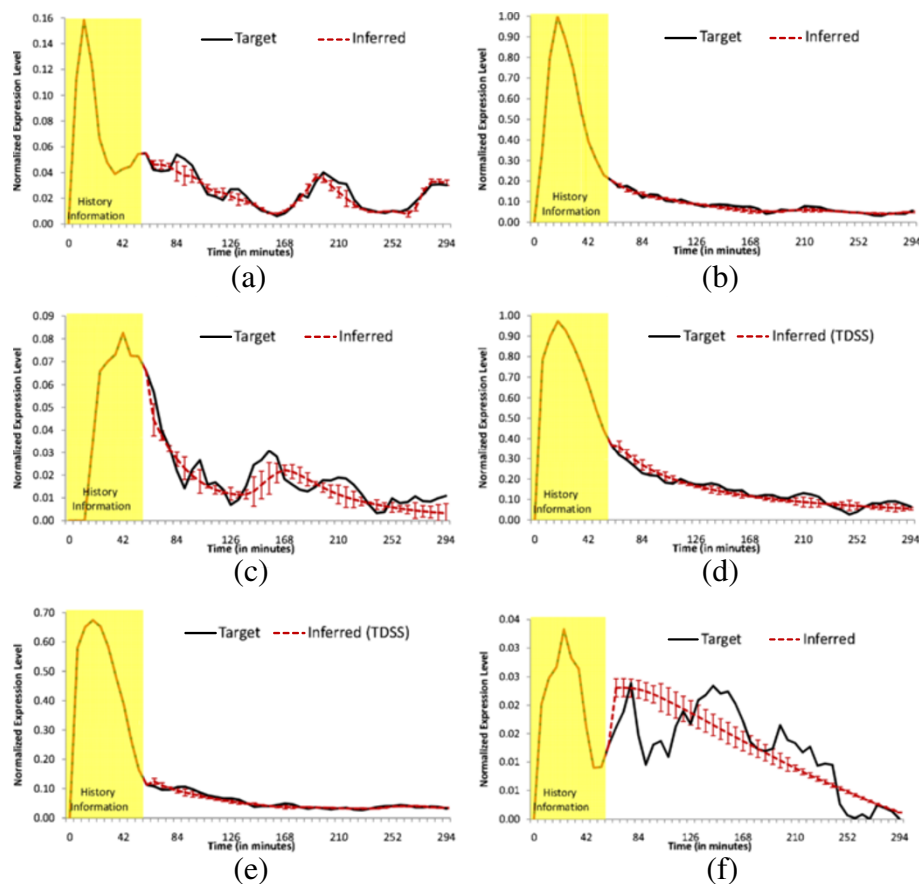 Target Inferred
Normalized Expression Level
0.16
0.14
0.12
0.10
0.08
0.06
0.04
0.02
0.00
History
Information
0 42 84 126 168 210 252 294
Time (in minutes)
(a)
Target Inferred
Normalized Expression Level
1.00
0.90
0.80
0.70
0.60
0.50
0.40
0.30
0.20
0.10
0.00
History
Information
0 42 84 126 168 210 252 294
Time (in minutes)
(b)
Target Inferred
Normalized Expression Level
0.09
0.08
0.07
0.06
0.05
0.04
0.03
0.02
0.01
0.00
History
Information
0 42 84 126 168 210 252 294
Time (in minutes)
(c)
Target Inferred (TDSS)
Normalized Expression Level
1.00
0.90
0.80
0.70
0.60
0.50
0.40
0.30
0.20
0.10
0.00
History
Information
0 42 84 126 168 210 252 294
Time (in minutes)
(d)
Target Inferred (TDSS)
Normalized Expression Level
0.70
0.60
0.50
0.40
0.30
0.20
0.10
0.00
History
Information
0 42 84 126 168 210 252 294
Time (in minutes)
(e)
Target Inferred
Normalized Expression Level
0.04
0.03
0.03
0.02
0.02
0.01
0.01
0.00
History
Information
0 42 84 126 168 210 252 294
Time (in minutes)
(f)